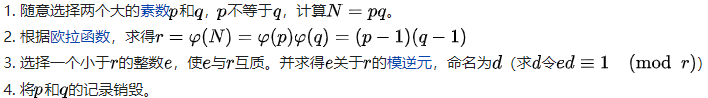 1. 随意选择两个大的素数p和q，p不等于q，计算N = pq。
2. 根据欧拉函数，求得r = φ(N) = φ(p)φ(q) = (p − 1)(q − 1)
3. 选择一个小于r的整数e，使e与r互质。并求得e关于r的模逆元，命名为d（求d令ed ≡ 1 (mod r)）
4. 将p和q的记录销毁。